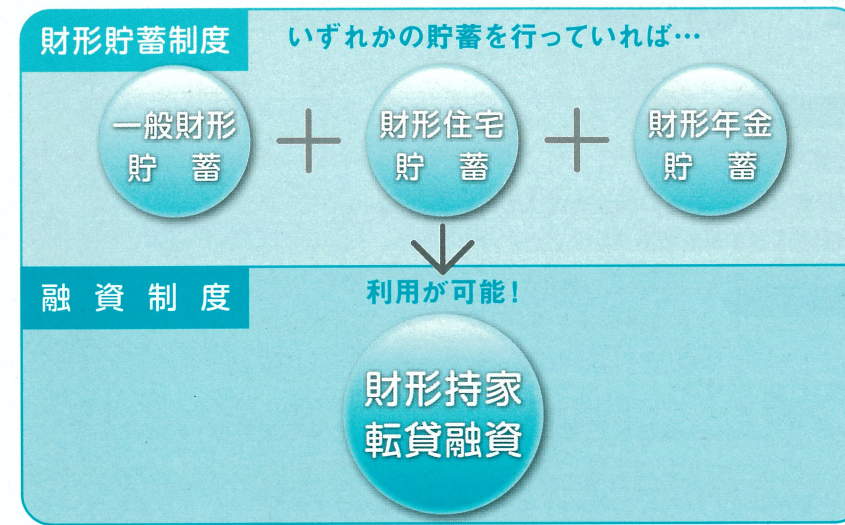 財形貯蓄制度
いずれかの貯蓄を行っていれば…
一般財形
貯蓄
+
財形住宅
貯蓄
+
財形年金
貯蓄
融資制度
利用が可能!
財形持家
転貸融資